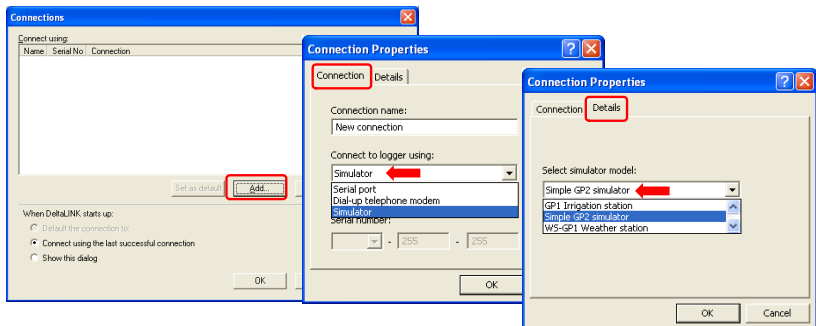 Connections
Connect using:
Name Serial No Connection
Set as default Add...
When DeltaLINK starts up:
Default the connection to:
Connect using the last successful connection
Show this dialog
OK
Connection Properties
Connection Details
Connection name:
New connection
Connect to logger using:
Simulator
Serial port
Dial-up telephone modem
Simulator
Serial number:
- 255 - 255
OK
Connection Properties
Connection Details
Select simulator model:
Simple GP2 simulator
GP1 Irrigation station
Simple GP2 simulator
WS-GP1 Weather station
OK Cancel